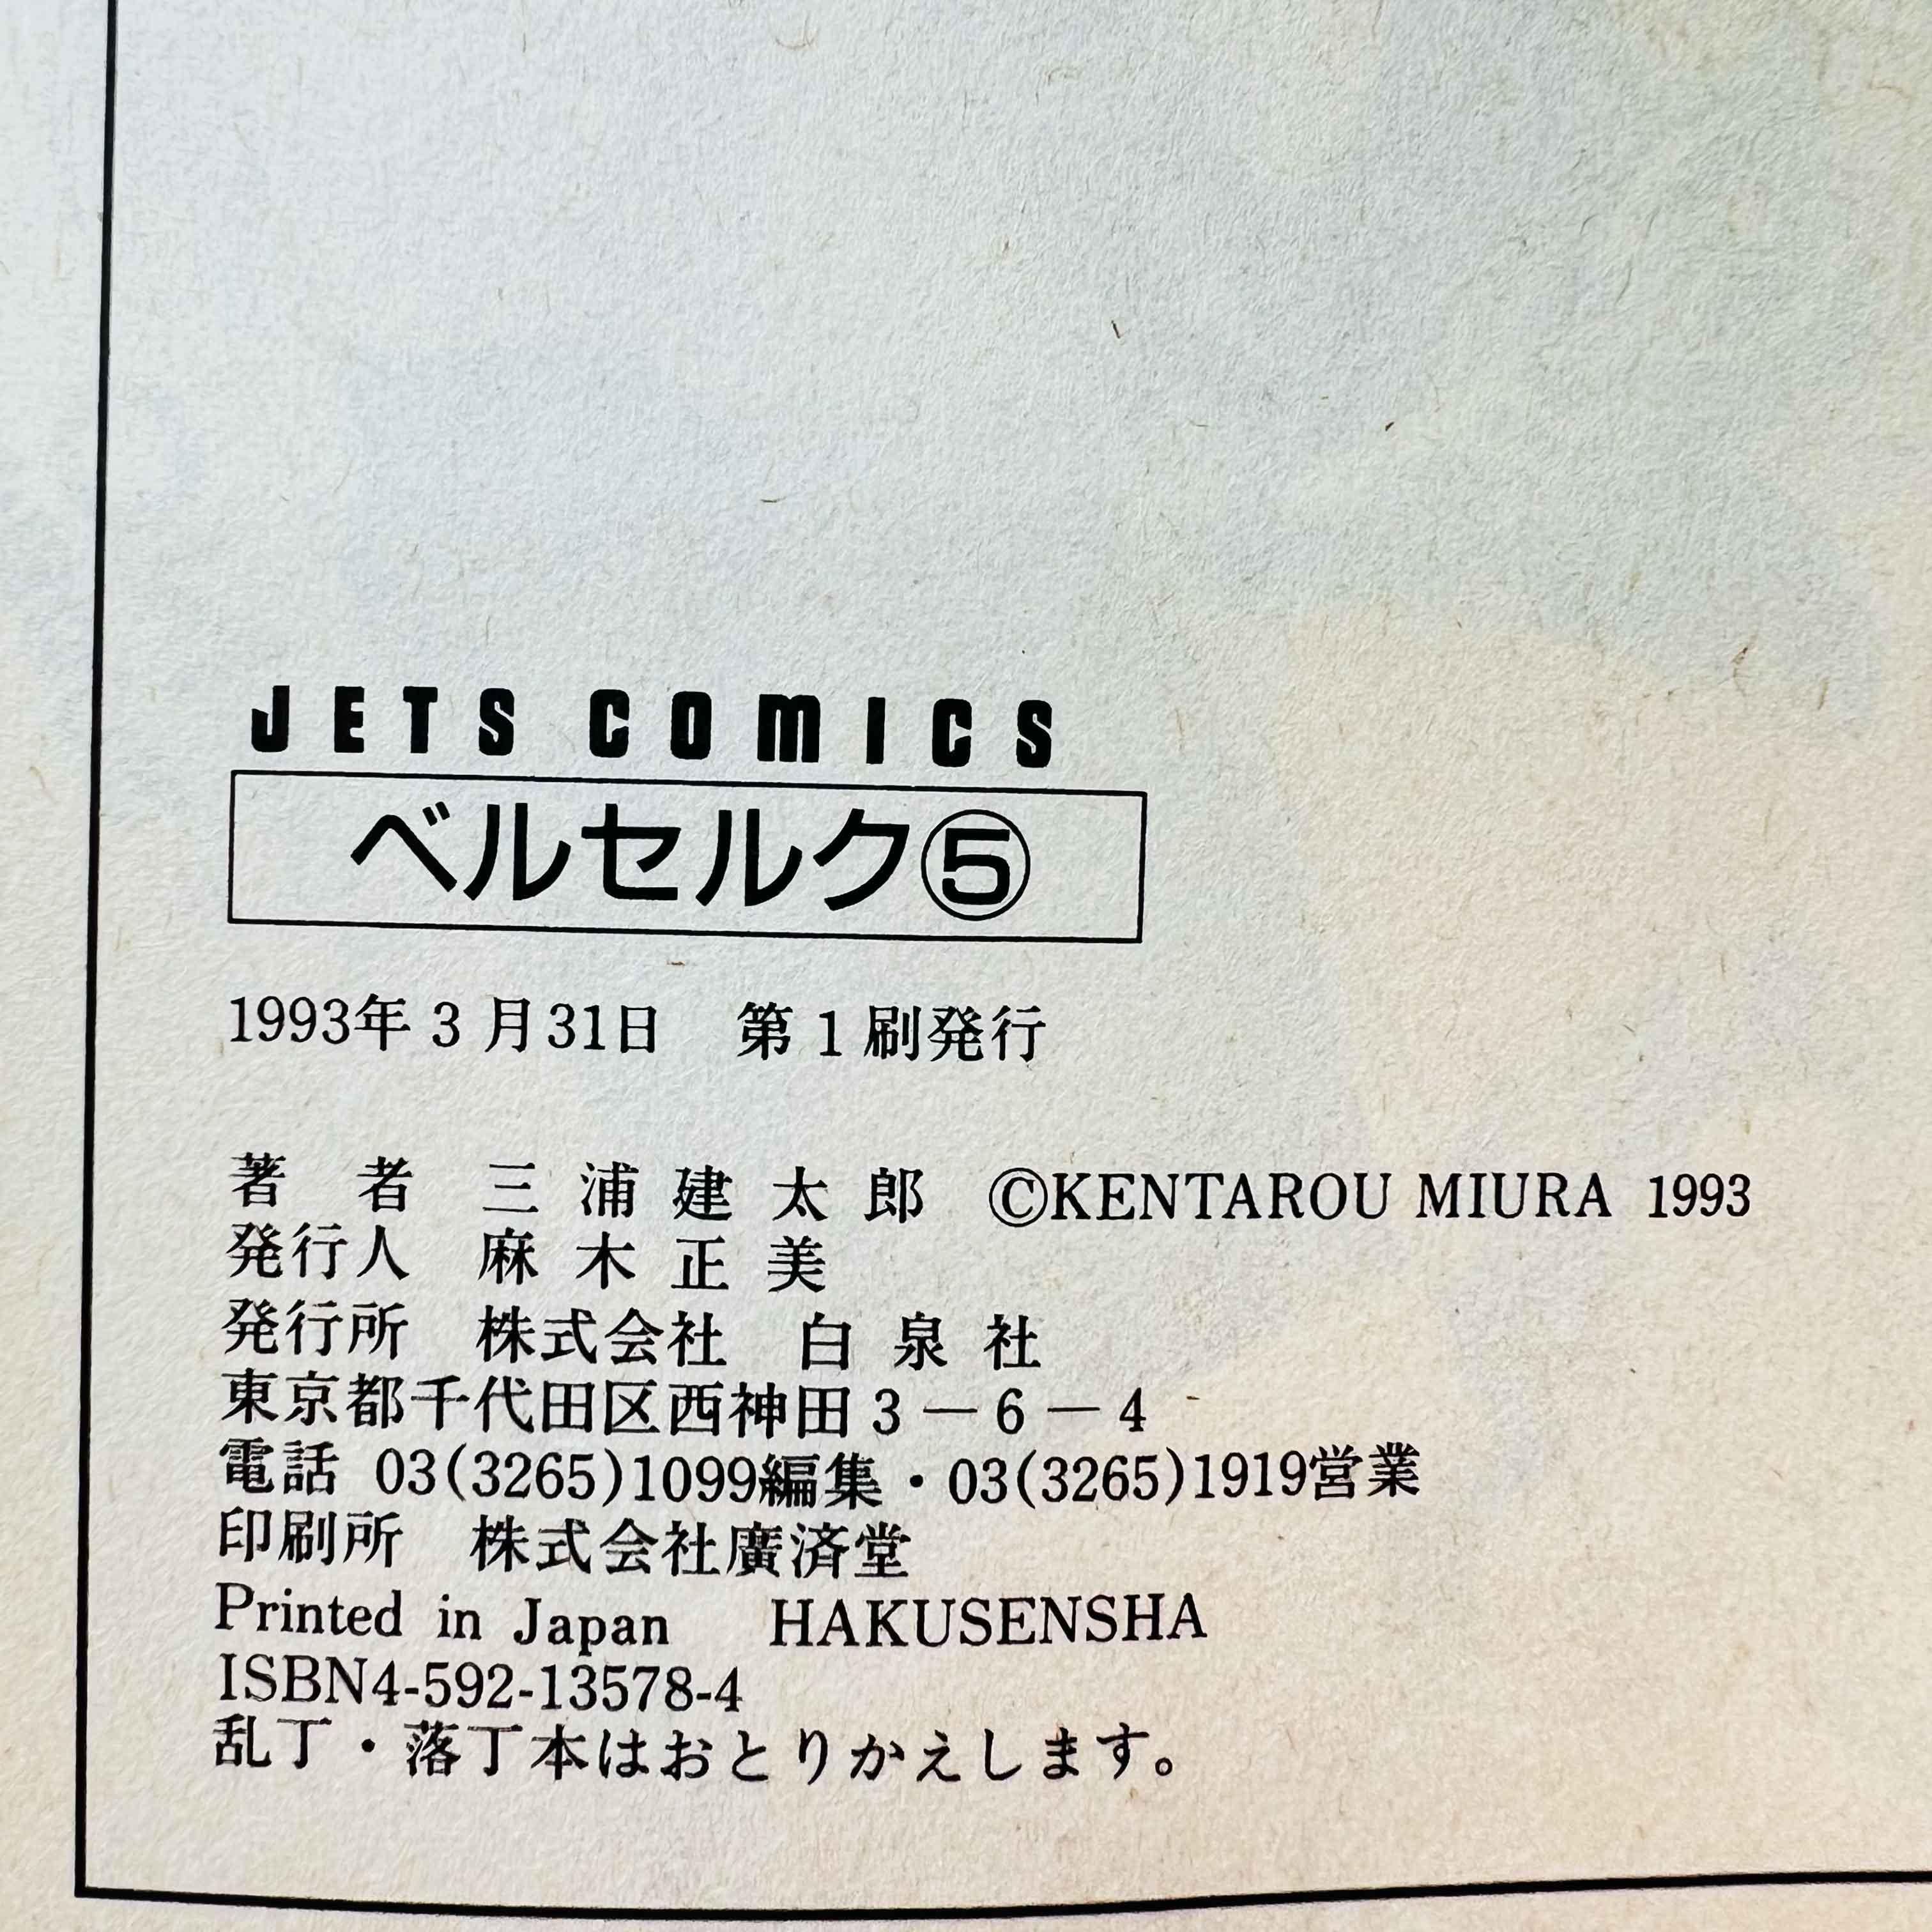 JETS COMICS
ベルセルク⑤
1993年3月31日　第1刷発行
著　者　三浦建太郎　©KENTAROU MIURA 1993
発行人　麻木正美
発行所　株式会社　白泉社
東京都千代田区西神田3－6－4
電話 03(3265)1099編集・03(3265)1919営業
印刷所　株式会社廣済堂
Printed in Japan　HAKUSENSHA
ISBN4-592-13578-4
乱丁・落丁本はおとりかえします。